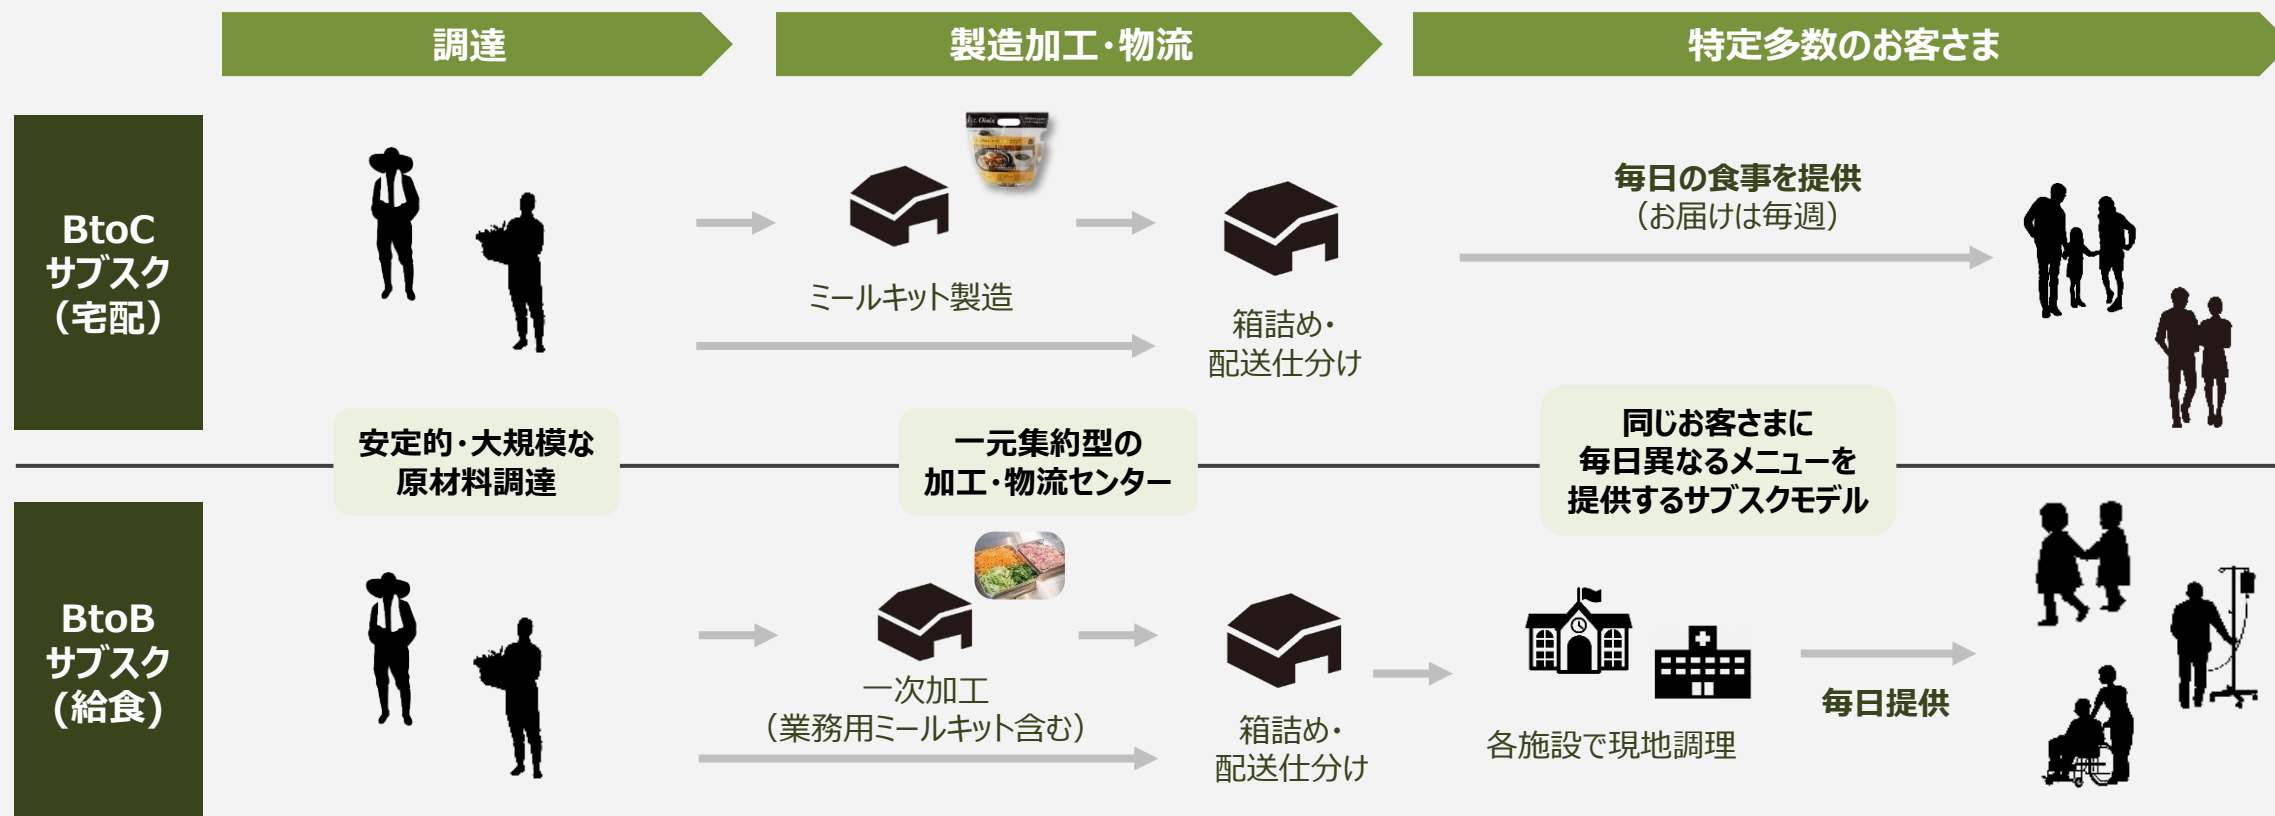 調達
製造加工・物流
特定多数のお客さま
BtoC
サブスク
（宅配）
Oisix
ミールキット製造
箱詰め・
配送仕分け
毎日の食事を提供
（お届けは毎週）
安定的・大規模な
原材料調達
一元集約型の
加工・物流センター
同じお客さまに
毎日異なるメニューを
提供するサブスクモデル
BtoB
サブスク
(給食)
一次加工
（業務用ミールキット含む）
箱詰め・
配送仕分け
各施設で現地調理
毎日提供